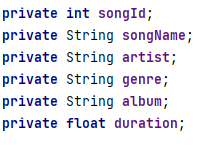 private int songId;
private String songName;
private String artist;
private String genre;
private String album;
private float duration;